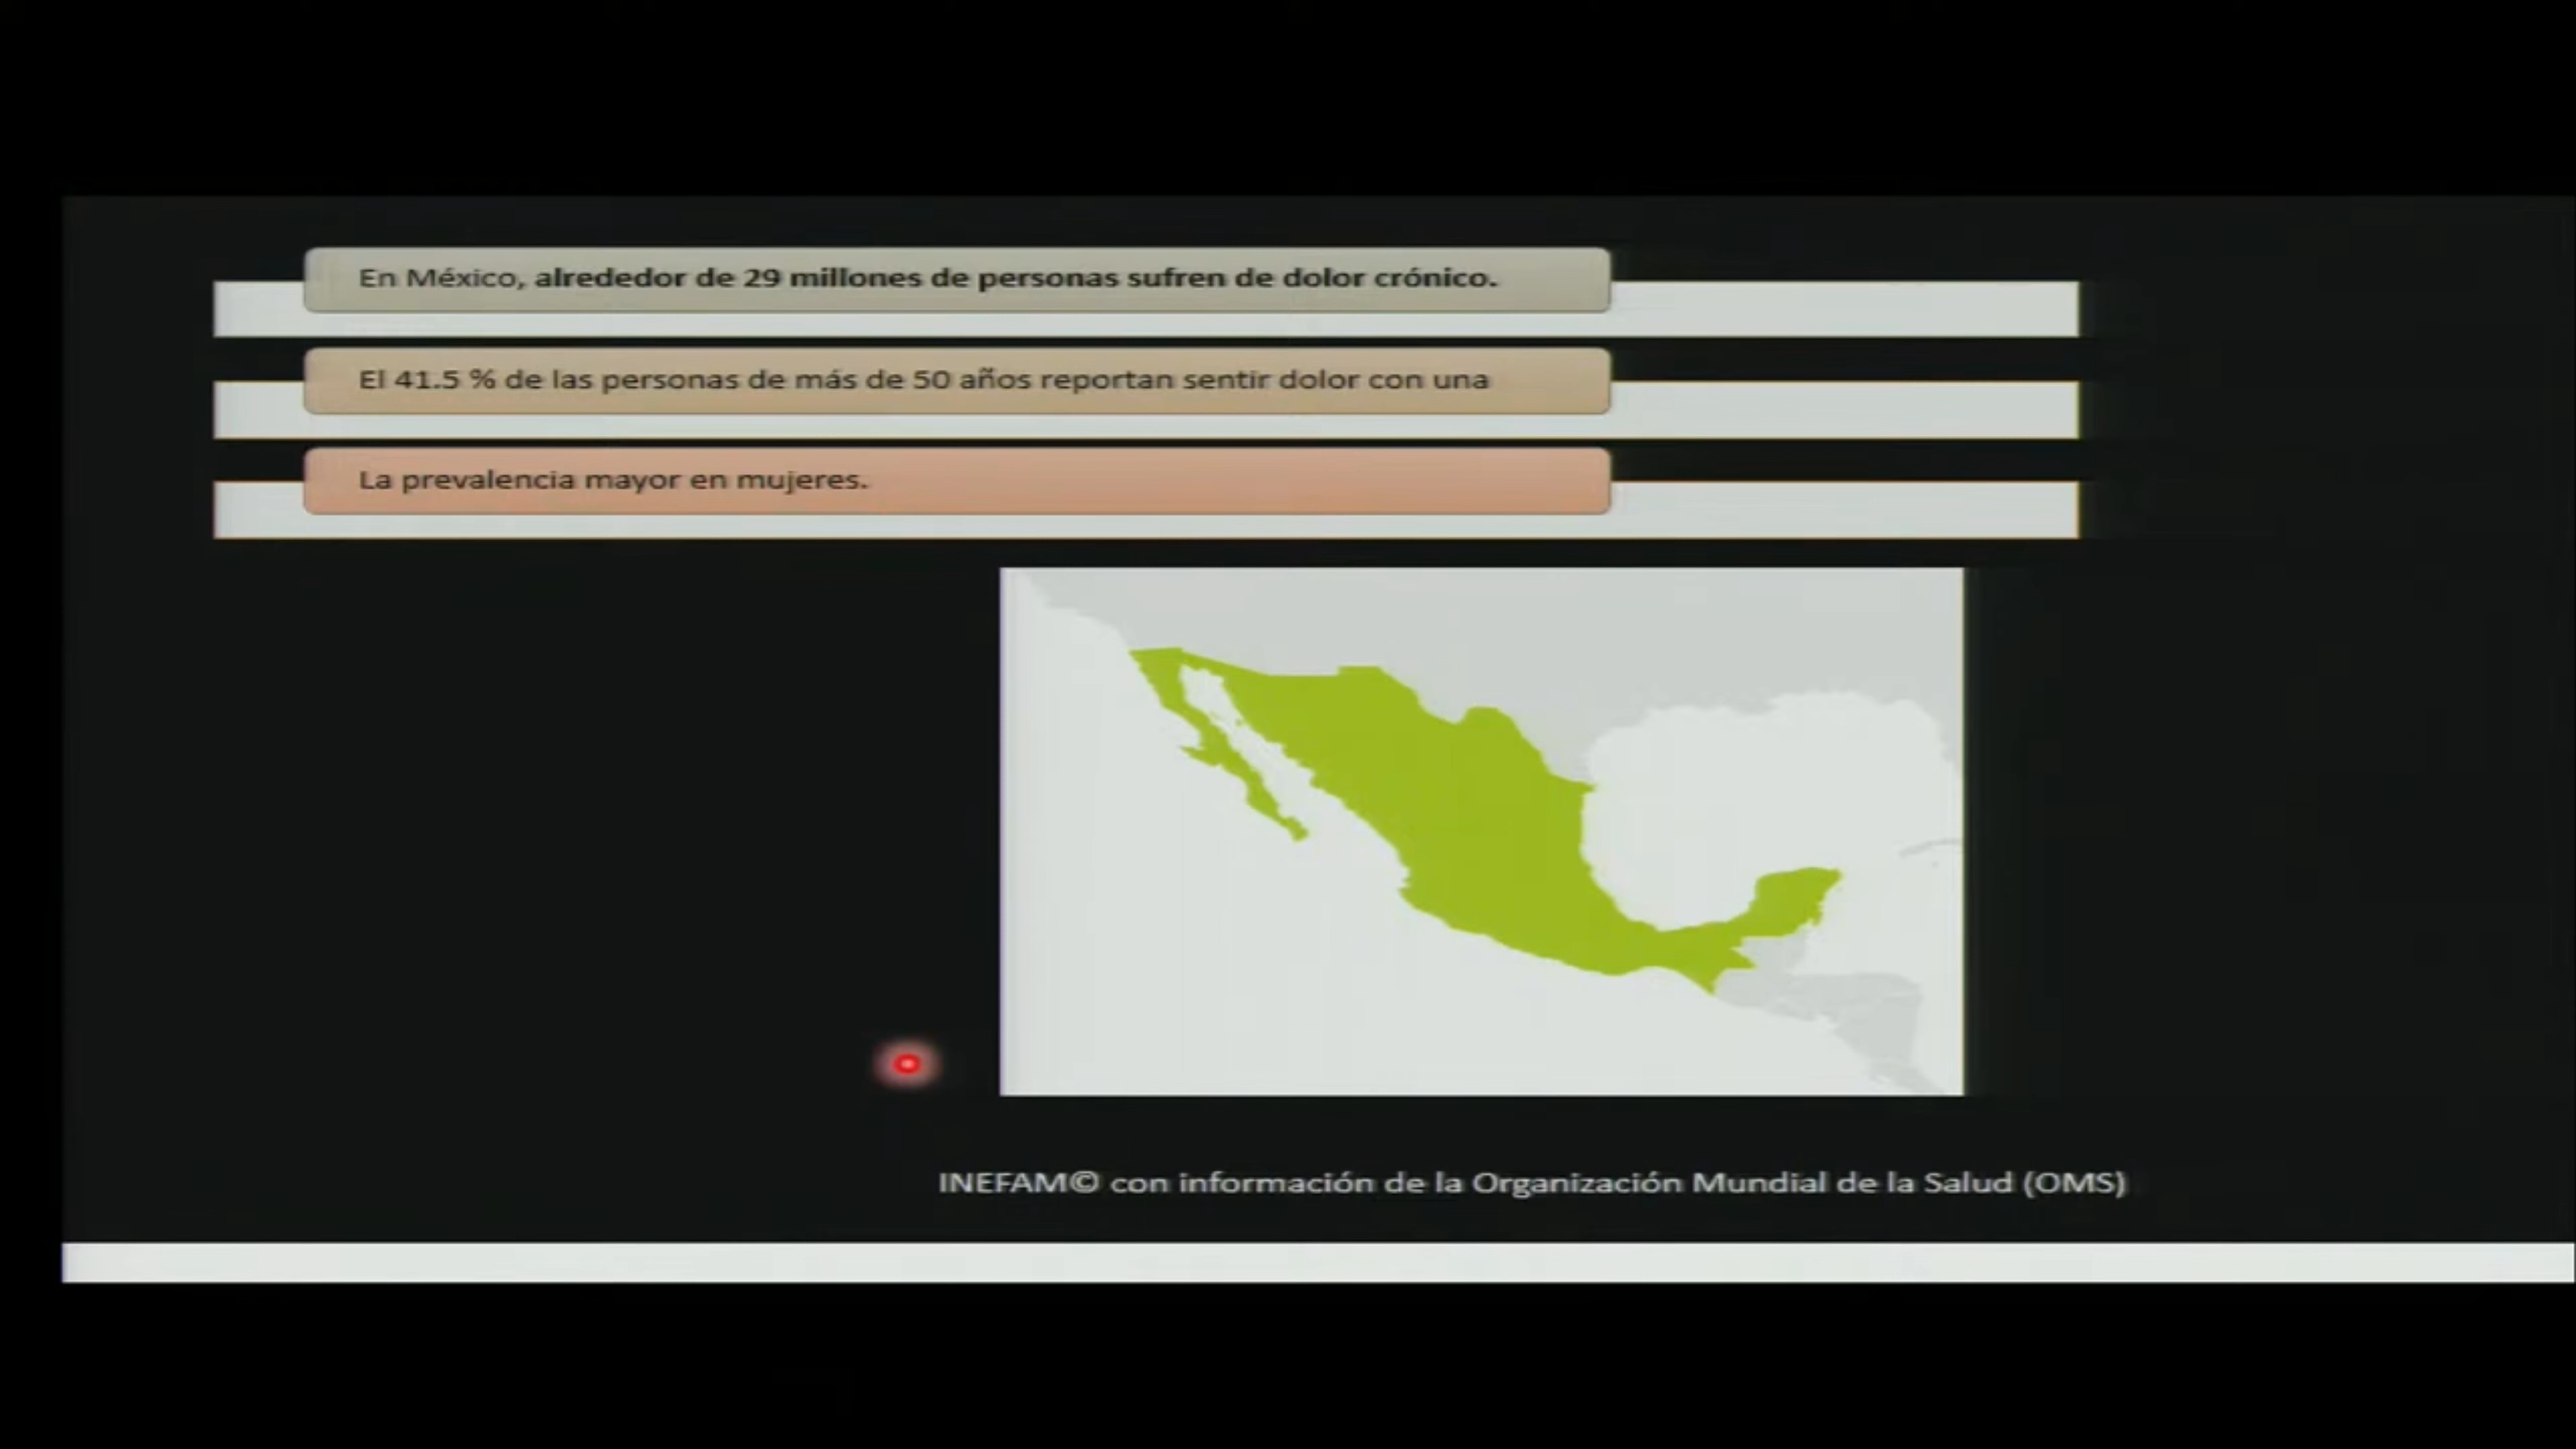 En México, alrededor de 29 millones de personas sufren de dolor crónico.
El 41.5 % de las personas de más de 50 años reportan sentir dolor con una
La prevalencia mayor en mujeres.
INEFAM© con información de la Organización Mundial de la Salud (OMS)